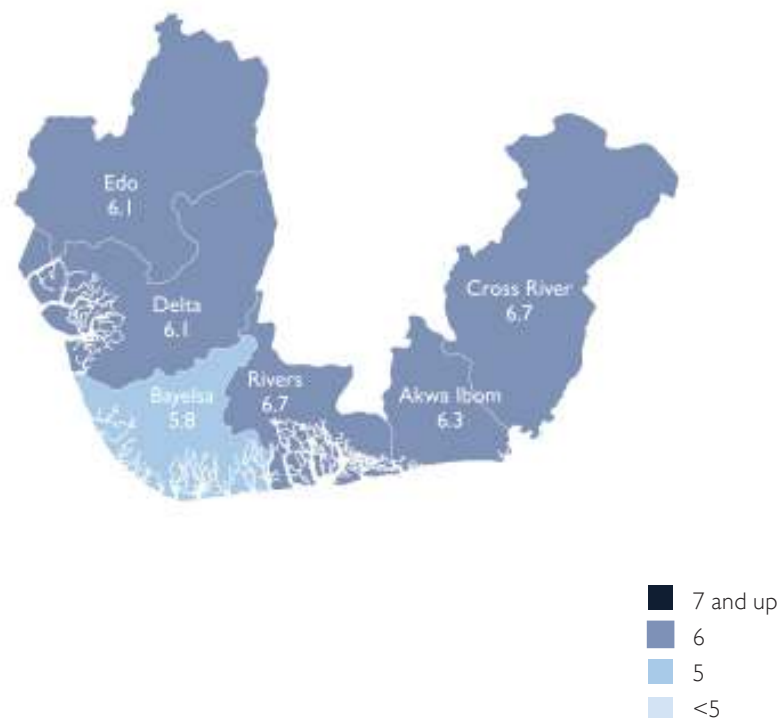 Edo
6.1
Delta
6.1
Bayelsa
5.8
Rivers
6.7
Akwa Ibom
6.3
Cross River
6.7
7 and up
6
5
<5